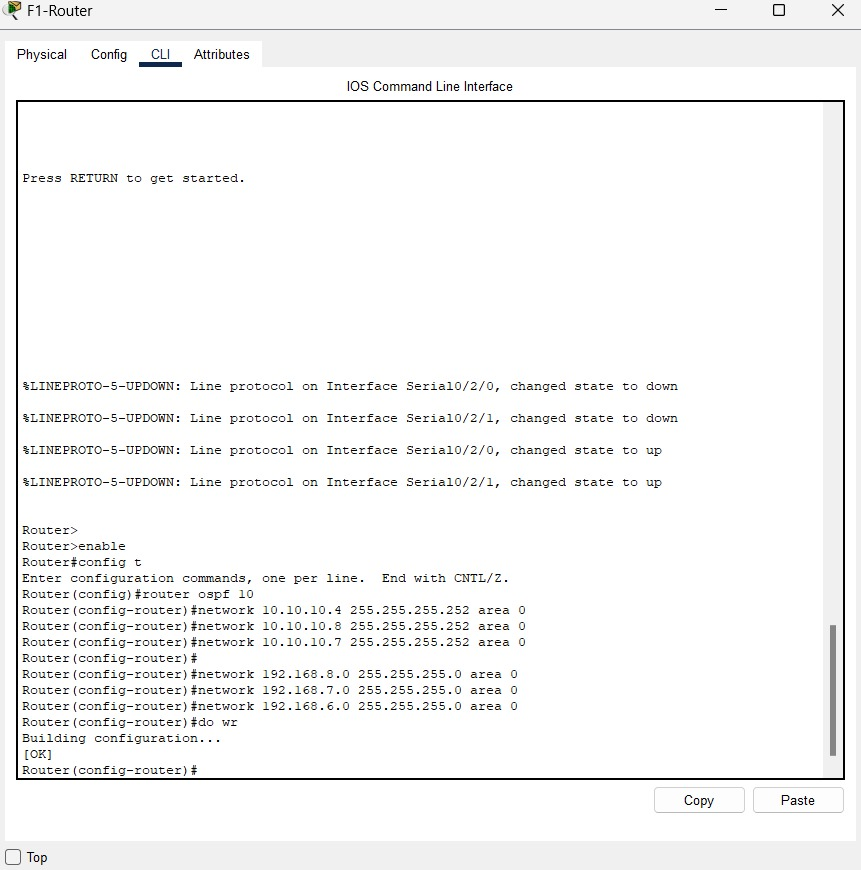 F1-Router
Physical Config CLI Attributes
IOS Command Line Interface
Press RETURN to get started.
%LINEPROTO-5-UPDOWN: Line protocol on Interface Serial0/2/0, changed state to down
%LINEPROTO-5-UPDOWN: Line protocol on Interface Serial0/2/1, changed state to down
%LINEPROTO-5-UPDOWN: Line protocol on Interface Serial0/2/0, changed state to up
%LINEPROTO-5-UPDOWN: Line protocol on Interface Serial0/2/1, changed state to up
Router>
Router>enable
Router#config t
Enter configuration commands, one per line.  End with CNTL/Z.
Router(config)#router ospf 10
Router(config-router)#network 10.10.10.4 255.255.255.252 area 0
Router(config-router)#network 10.10.10.8 255.255.255.252 area 0
Router(config-router)#network 10.10.10.7 255.255.255.252 area 0
Router(config-router)#
Router(config-router)#network 192.168.8.0 255.255.255.0 area 0
Router(config-router)#network 192.168.7.0 255.255.255.0 area 0
Router(config-router)#network 192.168.6.0 255.255.255.0 area 0
Router(config-router)#do wr
Building configuration...
[OK]
Router(config-router)#
Copy Paste
Top